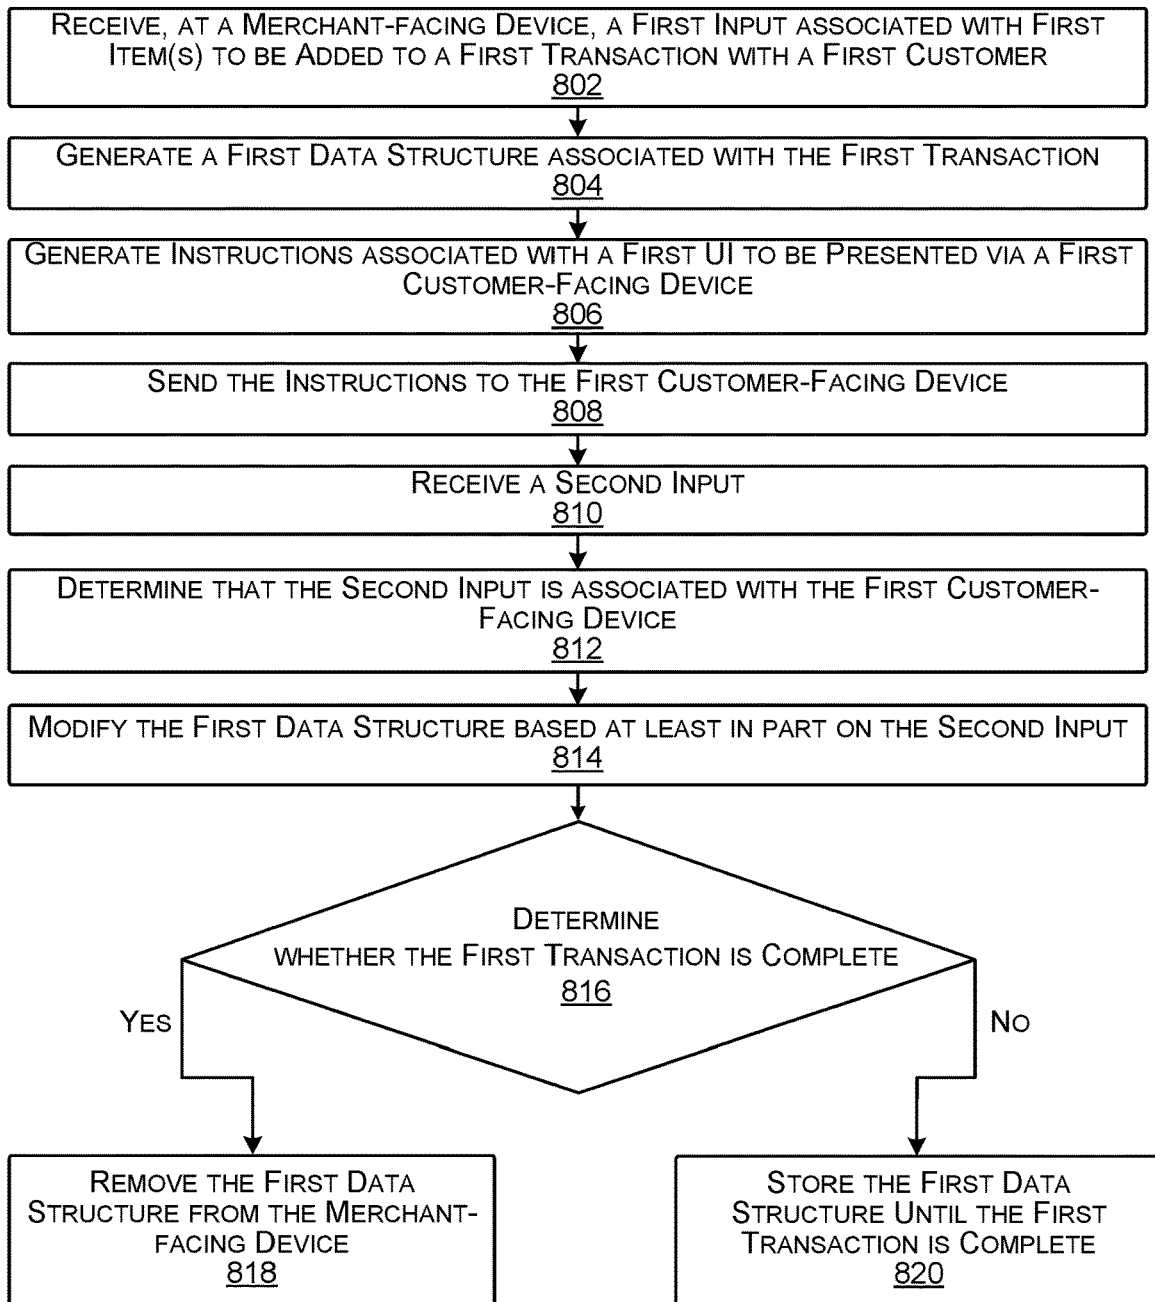 RECEIVE, AT A MERCHANT-FACING DEVICE, A FIRST INPUT ASSOCIATED WITH FIRST
ITEM(S) TO BE ADDED TO A FIRST TRANSACTION WITH A FIRST CUSTOMER
802
GENERATE A FIRST DATA STRUCTURE ASSOCIATED WITH THE FIRST TRANSACTION
804
GENERATE INSTRUCTIONS ASSOCIATED WITH A FIRST UI TO BE PRESENTED VIA A FIRST
CUSTOMER-FACING DEVICE
806
SEND THE INSTRUCTIONS TO THE FIRST CUSTOMER-FACING DEVICE
808
RECEIVE A SECOND INPUT
810
DETERMINE THAT THE SECOND INPUT IS ASSOCIATED WITH THE FIRST CUSTOMER-
FACING DEVICE
812
MODIFY THE FIRST DATA STRUCTURE BASED AT LEAST IN PART ON THE SECOND INPUT
814
DETERMINE
WHETHER THE FIRST TRANSACTION IS COMPLETE
816
YES
NO
REMOVE THE FIRST DATA
STRUCTURE FROM THE MERCHANT-
FACING DEVICE
818
STORE THE FIRST DATA
STRUCTURE UNTIL THE FIRST
TRANSACTION IS COMPLETE
820